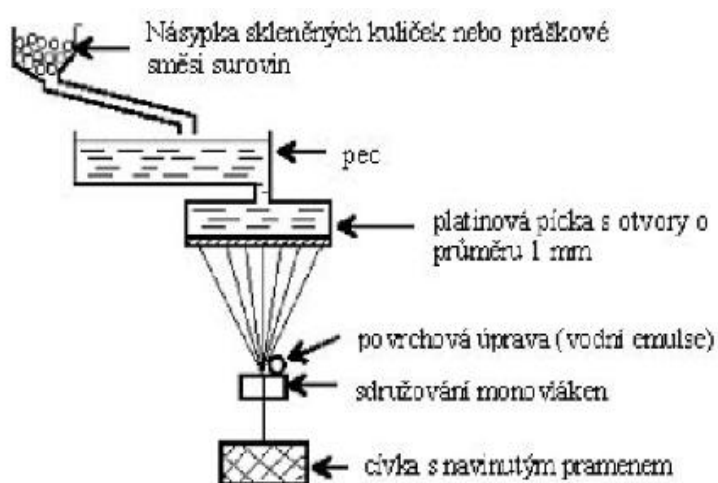 Násypka skleněných kuliček nebo práškové
směsi surovin
pec
platinová pícka s otvory o
průměru 1 mm
povrchová úprava (vodní emulse)
sdružování monovláken
cívka s navinutým pramenem